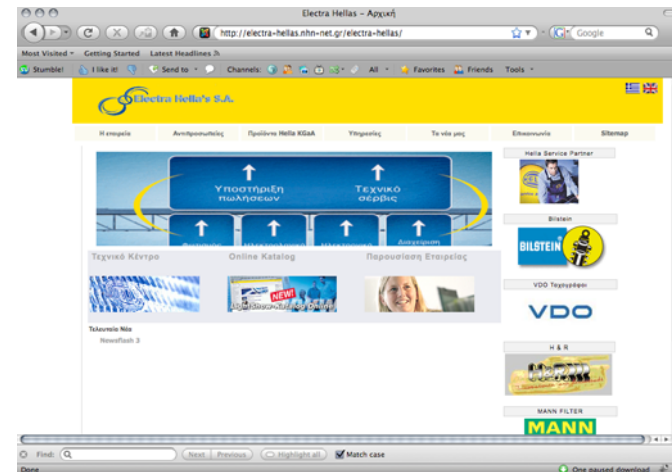 Electra Hellas – Αρχική
http://electra-hellas.nhn-net.gr/electra-hellas/
Google
Most Visited
Getting Started
Latest Headlines
Stumble!
I like it!
Send to
Channels:
All
Favorites
Friends
Tools
Electra Hella's S.A.
Η εταιρεία
Αντιπροσωπείες
Προϊόντα Hella KGaA
Υπηρεσίες
Τα νέα μας
Επικοινωνία
Sitemap
Υποστήριξη πωλήσεων
Τεχνικό σέρβις
Διαχείριση
Τεχνικό Κέντρο
Online Katalog
Παρουσίαση Εταιρείας
NEW!
Τελευταία Νέα
Newsflash 3
Hella Service Partner
Bilstein
BILSTEIN
VDO Ταχογράφοι
VDO
H & R
H&R
MANN FILTER
MANN
Find:
Next
Previous
Highlight all
Match case
Done
One paused download